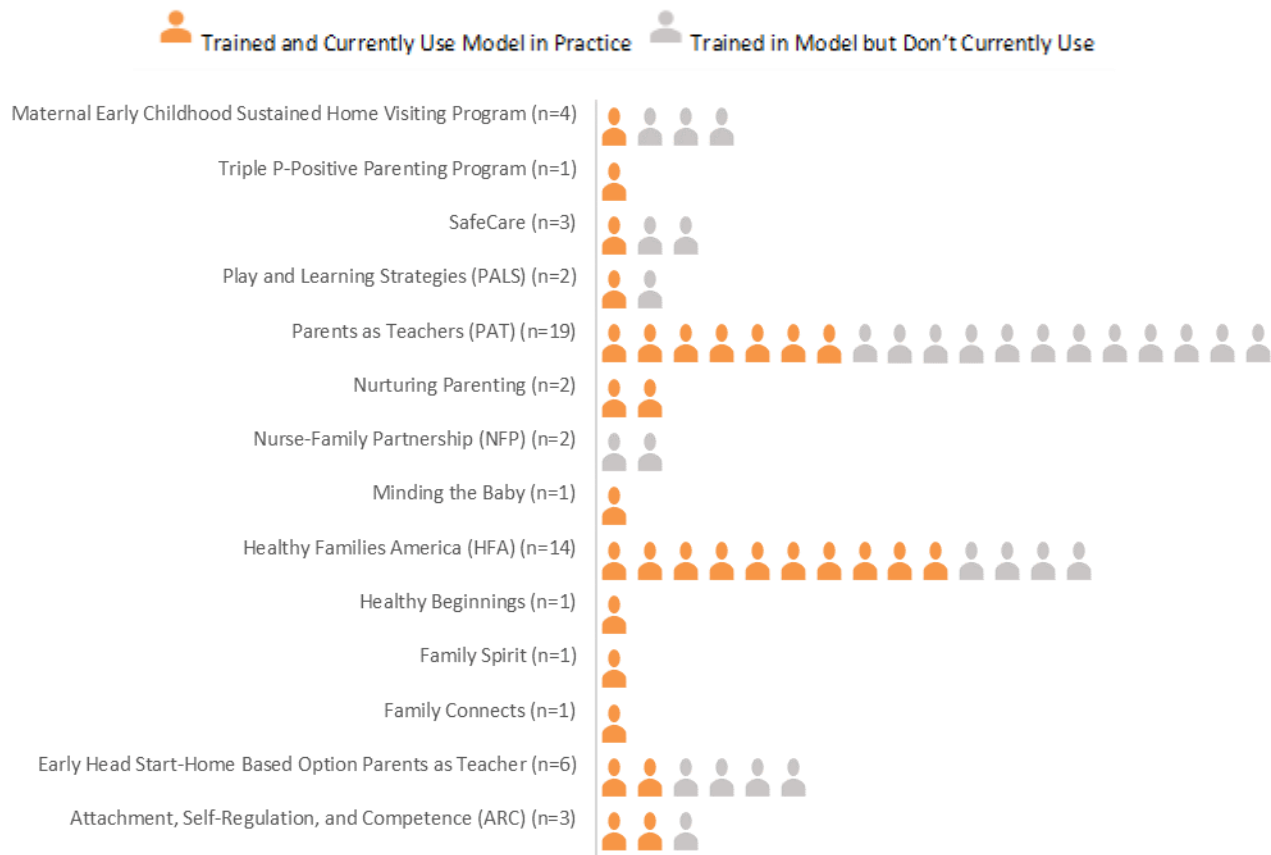 Trained and Currently Use Model in Practice Trained in Model but Don't Currently Use
Maternal Early Childhood Sustained Home Visiting Program (n=4)
Triple P-Positive Parenting Program (n=1)
SafeCare (n=3)
Play and Learning Strategies (PALS) (n=2)
Parents as Teachers (PAT) (n=19)
Nurturing Parenting (n=2)
Nurse-Family Partnership (NFP) (n=2)
Minding the Baby (n=1)
Healthy Families America (HFA) (n=14)
Healthy Beginnings (n=1)
Family Spirit (n=1)
Family Connects (n=1)
Early Head Start-Home Based Option Parents as Teacher (n=6)
Attachment, Self-Regulation, and Competence (ARC) (n=3)